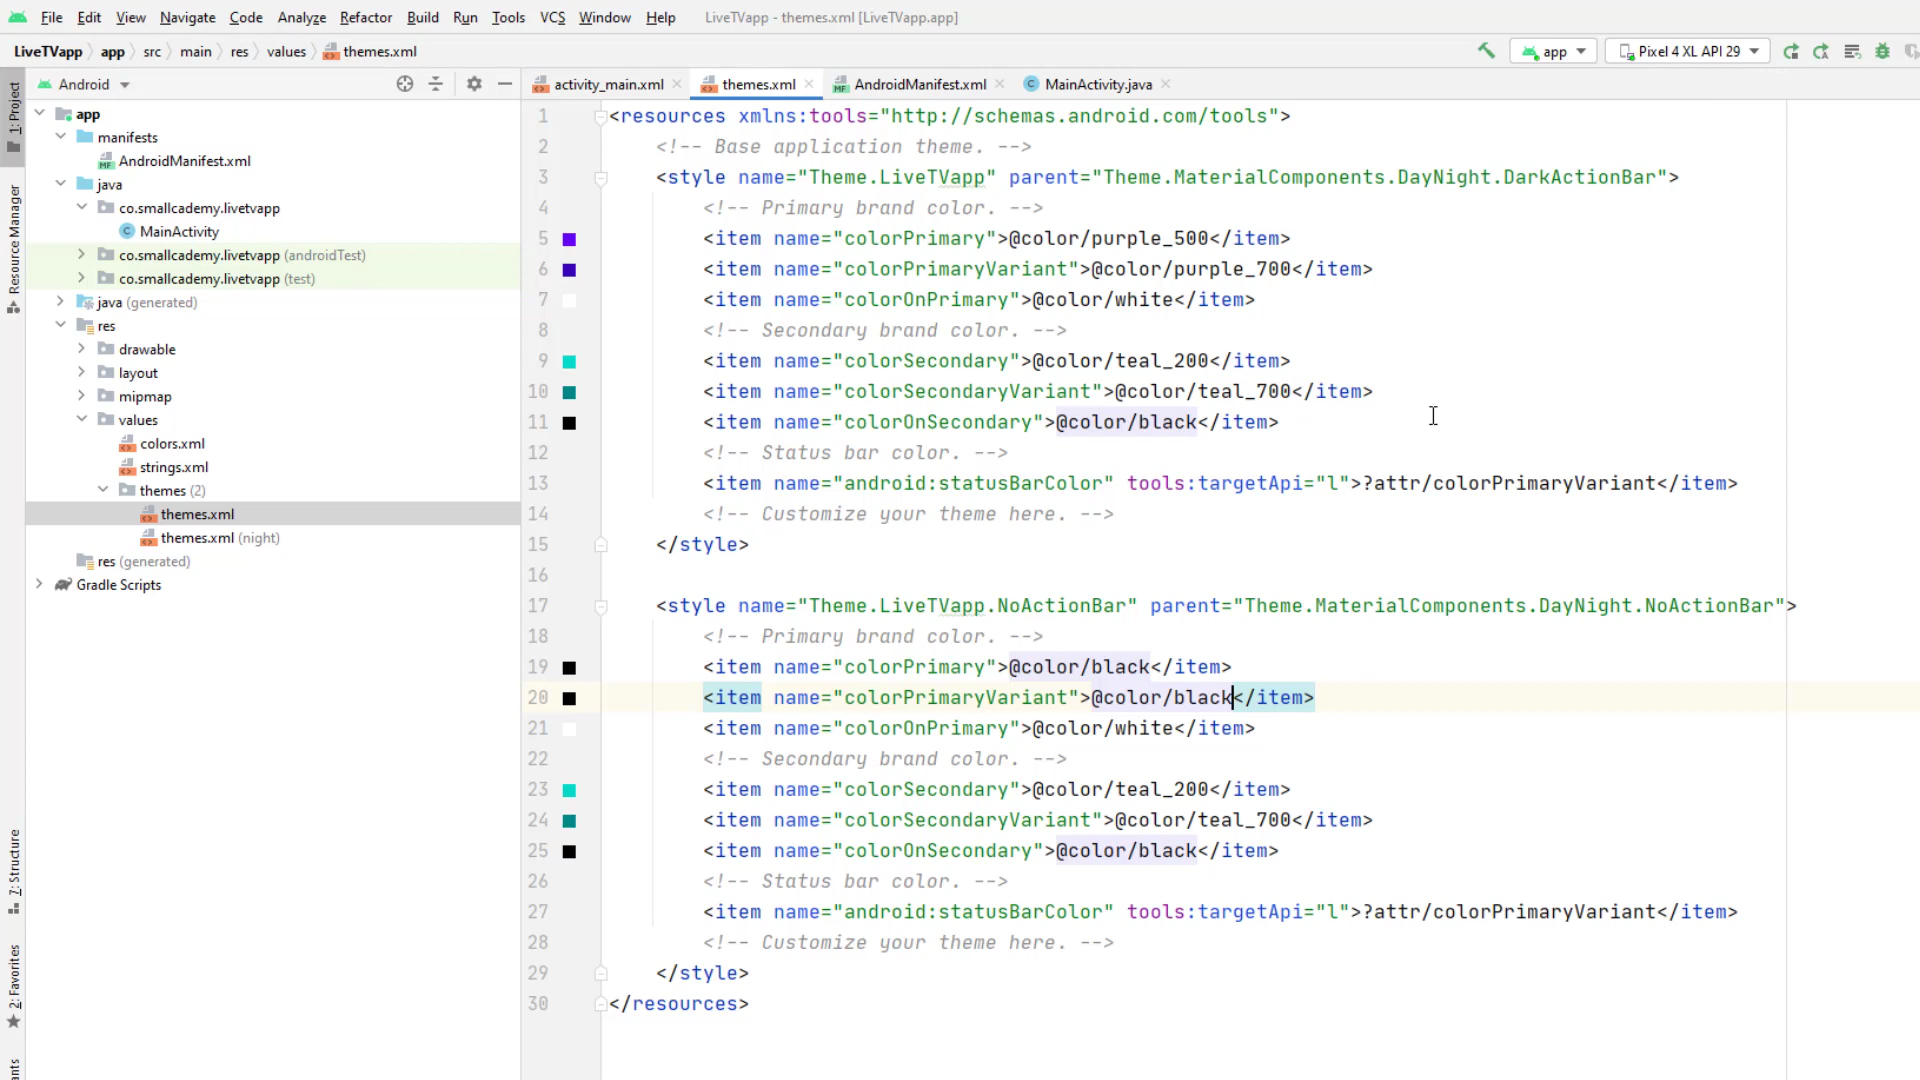 File Edit View Navigate Code Analyze Refactor Build Run Tools VCS Window Help LiveTVapp - themes.xml [LiveTVapp.app]
LiveTVapp app src main res values themes.xml app Pixel 4 XL API 29
Android activity_main.xml themes.xml AndroidManifest.xml MainActivity.java
1: Project
Resource Manager
7: Structure
2: Favorites
app
manifests
AndroidManifest.xml
java
co.smallcademy.livetvapp
MainActivity
co.smallcademy.livetvapp (androidTest)
co.smallcademy.livetvapp (test)
java (generated)
res
drawable
layout
mipmap
values
colors.xml
strings.xml
themes (2)
themes.xml
themes.xml (night)
res (generated)
Gradle Scripts
1 <resources xmlns:tools="http://schemas.android.com/tools">
2 <!-- Base application theme. -->
3 <style name="Theme.LiveTVapp" parent="Theme.MaterialComponents.DayNight.DarkActionBar">
4 <!-- Primary brand color. -->
5 <item name="colorPrimary">@color/purple_500</item>
6 <item name="colorPrimaryVariant">@color/purple_700</item>
7 <item name="colorOnPrimary">@color/white</item>
8 <!-- Secondary brand color. -->
9 <item name="colorSecondary">@color/teal_200</item>
10 <item name="colorSecondaryVariant">@color/teal_700</item>
11 <item name="colorOnSecondary">@color/black</item>
12 <!-- Status bar color. -->
13 <item name="android:statusBarColor" tools:targetApi="l">?attr/colorPrimaryVariant</item>
14 <!-- Customize your theme here. -->
15 </style>
16
17 <style name="Theme.LiveTVapp.NoActionBar" parent="Theme.MaterialComponents.DayNight.NoActionBar">
18 <!-- Primary brand color. -->
19 <item name="colorPrimary">@color/black</item>
20 <item name="colorPrimaryVariant">@color/black</item>
21 <item name="colorOnPrimary">@color/white</item>
22 <!-- Secondary brand color. -->
23 <item name="colorSecondary">@color/teal_200</item>
24 <item name="colorSecondaryVariant">@color/teal_700</item>
25 <item name="colorOnSecondary">@color/black</item>
26 <!-- Status bar color. -->
27 <item name="android:statusBarColor" tools:targetApi="l">?attr/colorPrimaryVariant</item>
28 <!-- Customize your theme here. -->
29 </style>
30 </resources>